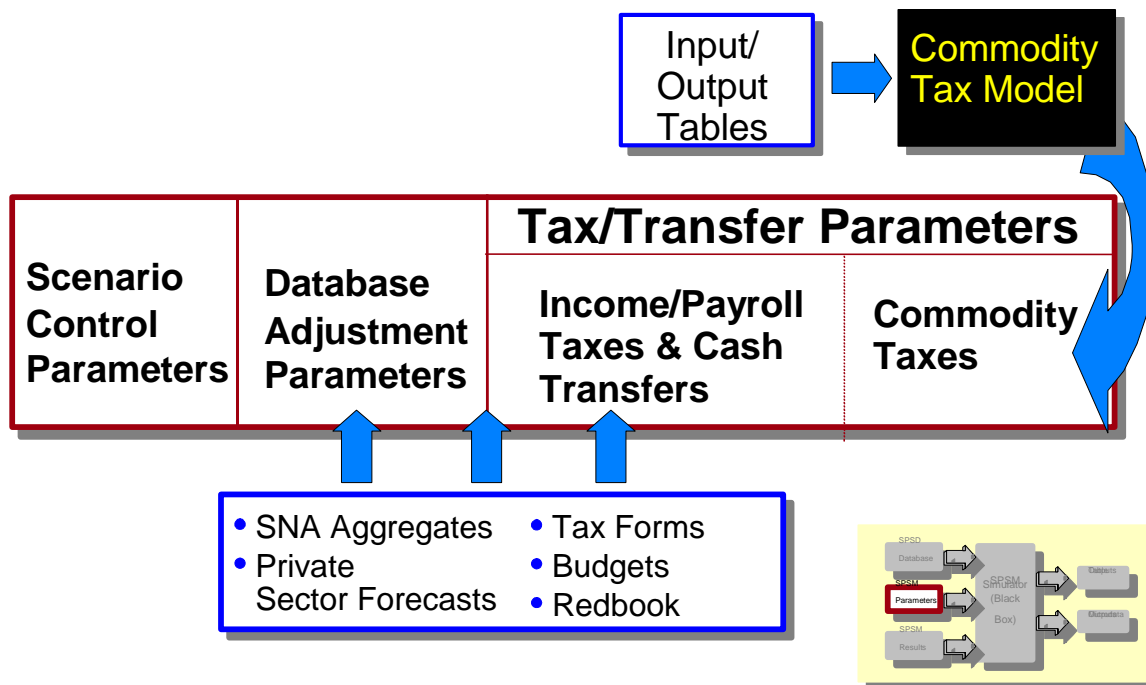 Input/
Output
Tables
Commodity
Tax Model
Tax/Transfer Parameters
Scenario
Control
Parameters
Database
Adjustment
Parameters
Income/Payroll
Taxes & Cash
Transfers
Commodity
Taxes
• SNA Aggregates
• Private
Sector Forecasts
• Tax Forms
• Budgets
• Redbook
SPSD
Database
SPSM
Parameters
SPSM
Results
SPSM
Simulator
(Black
Box)